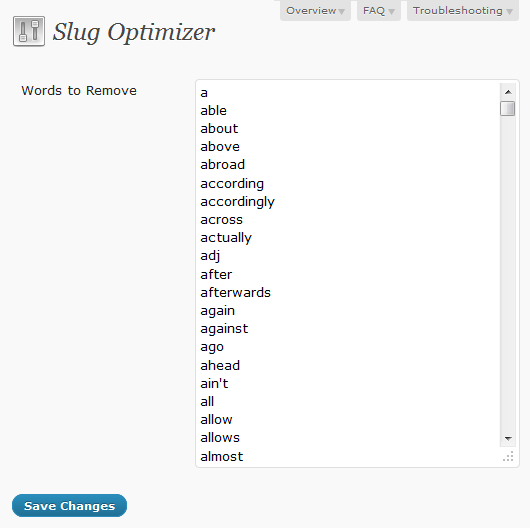 Overview FAQ Troubleshooting
Slug Optimizer
Words to Remove
a
able
about
above
abroad
according
accordingly
across
actually
adj
after
afterwards
again
against
ago
ahead
ain't
all
allow
allows
almost
Save Changes